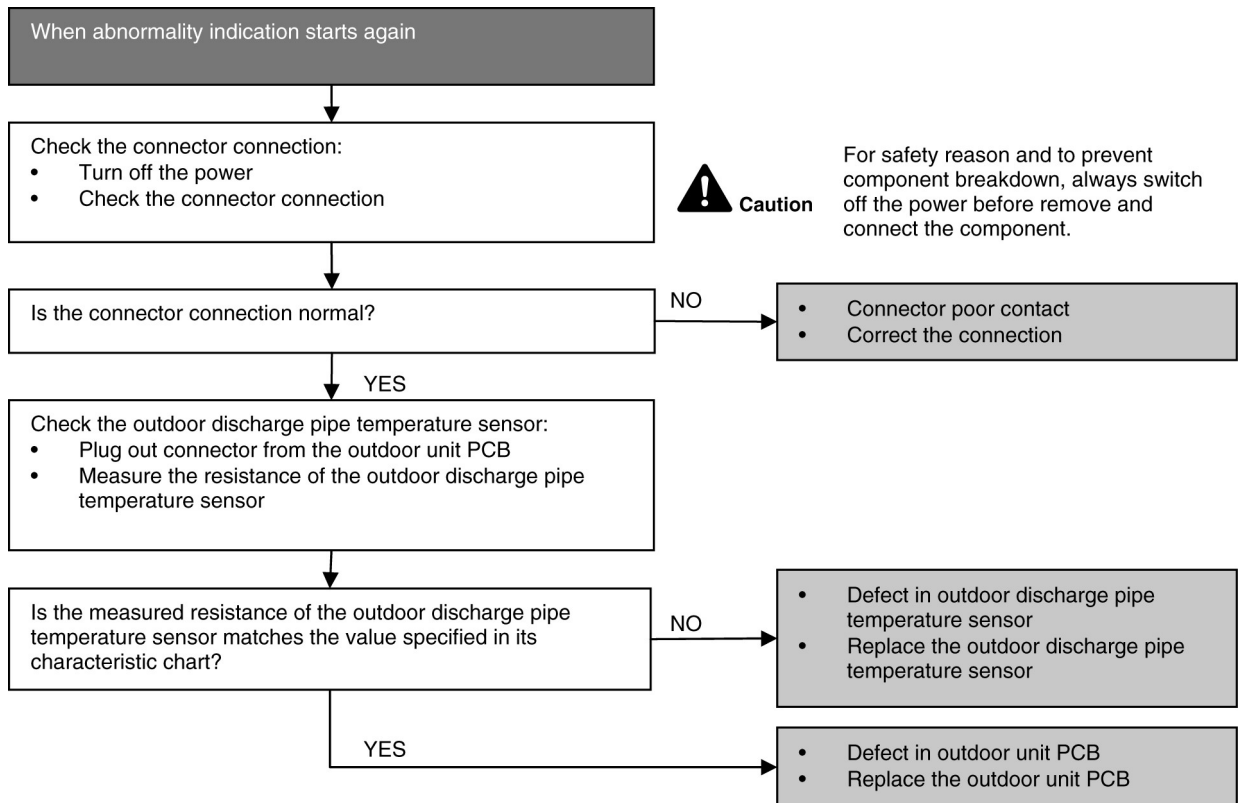 When abnormality indication starts again
Check the connector connection:
• Turn off the power
• Check the connector connection
For safety reason and to prevent
component breakdown, always switch
off the power before remove and
connect the component.
Caution
Is the connector connection normal?
NO
• Connector poor contact
• Correct the connection
YES
Check the outdoor discharge pipe temperature sensor:
• Plug out connector from the outdoor unit PCB
• Measure the resistance of the outdoor discharge pipe
temperature sensor
Is the measured resistance of the outdoor discharge pipe
temperature sensor matches the value specified in its
characteristic chart?
NO
• Defect in outdoor discharge pipe
temperature sensor
• Replace the outdoor discharge pipe
temperature sensor
YES
• Defect in outdoor unit PCB
• Replace the outdoor unit PCB